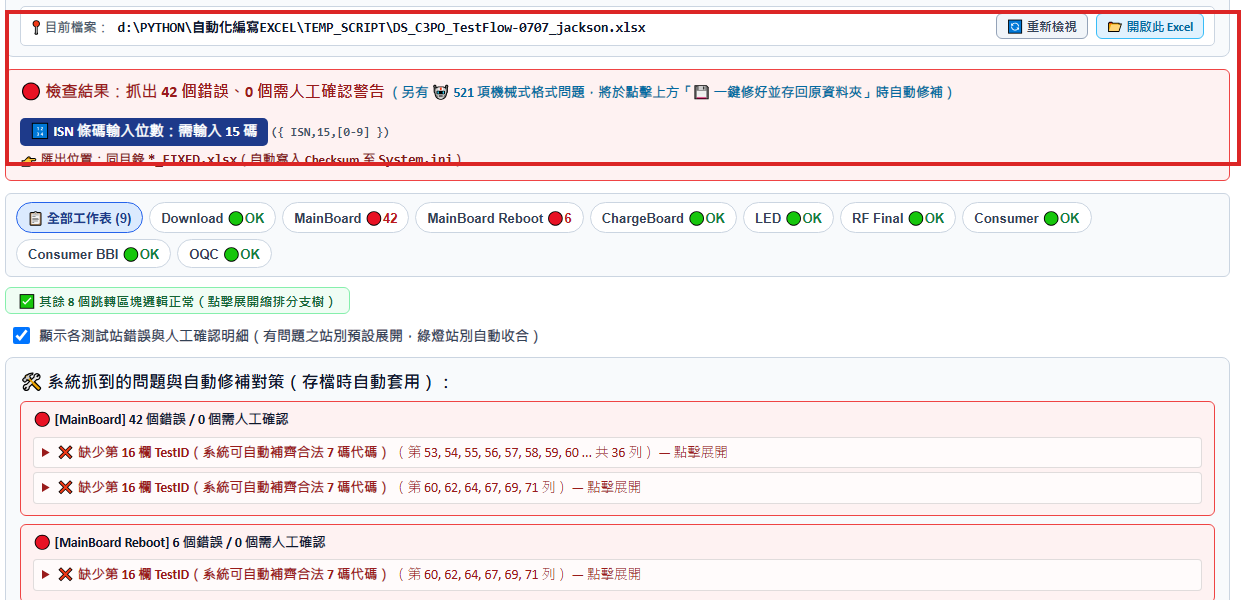 目前檔案： d:\PYTHON\自動化編寫EXCEL\TEMP_SCRIPT\DS_C3PO_TestFlow-0707_jackson.xlsx 重新檢視 開啟此 Excel
檢查結果：抓出 42 個錯誤、0 個需人工確認警告（另有 521 項機械式格式問題，將於點擊上方「 一鍵修好並存回原資料夾」時自動修補）
ISN 條碼輸入位數：需輸入 15 碼 ({ ISN,15,[0-9] })
匯出位置：同目錄 *_FIXED.xlsx（自動寫入 Checksum 至 System.ini）
全部工作表 (9) Download OK MainBoard 42 MainBoard Reboot 6 ChargeBoard OK LED OK RF Final OK Consumer OK
Consumer BBI OK OQC OK
其餘 8 個跳轉區塊邏輯正常（點擊展開縮排分支樹）
顯示各測試站錯誤與人工確認明細（有問題之站別預設展開，綠燈站別自動收合）
系統抓到的問題與自動修補對策（存檔時自動套用）：
[MainBoard] 42 個錯誤 / 0 個需人工確認
▶ ❌ 缺少第 16 欄 TestID（系統可自動補齊合法 7 碼代碼）（第 53, 54, 55, 56, 57, 58, 59, 60 ... 共 36 列）— 點擊展開
▶ ❌ 缺少第 16 欄 TestID（系統可自動補齊合法 7 碼代碼）（第 60, 62, 64, 67, 69, 71 列）— 點擊展開
[MainBoard Reboot] 6 個錯誤 / 0 個需人工確認
▶ ❌ 缺少第 16 欄 TestID（系統可自動補齊合法 7 碼代碼）（第 60, 62, 64, 67, 69, 71 列）— 點擊展開